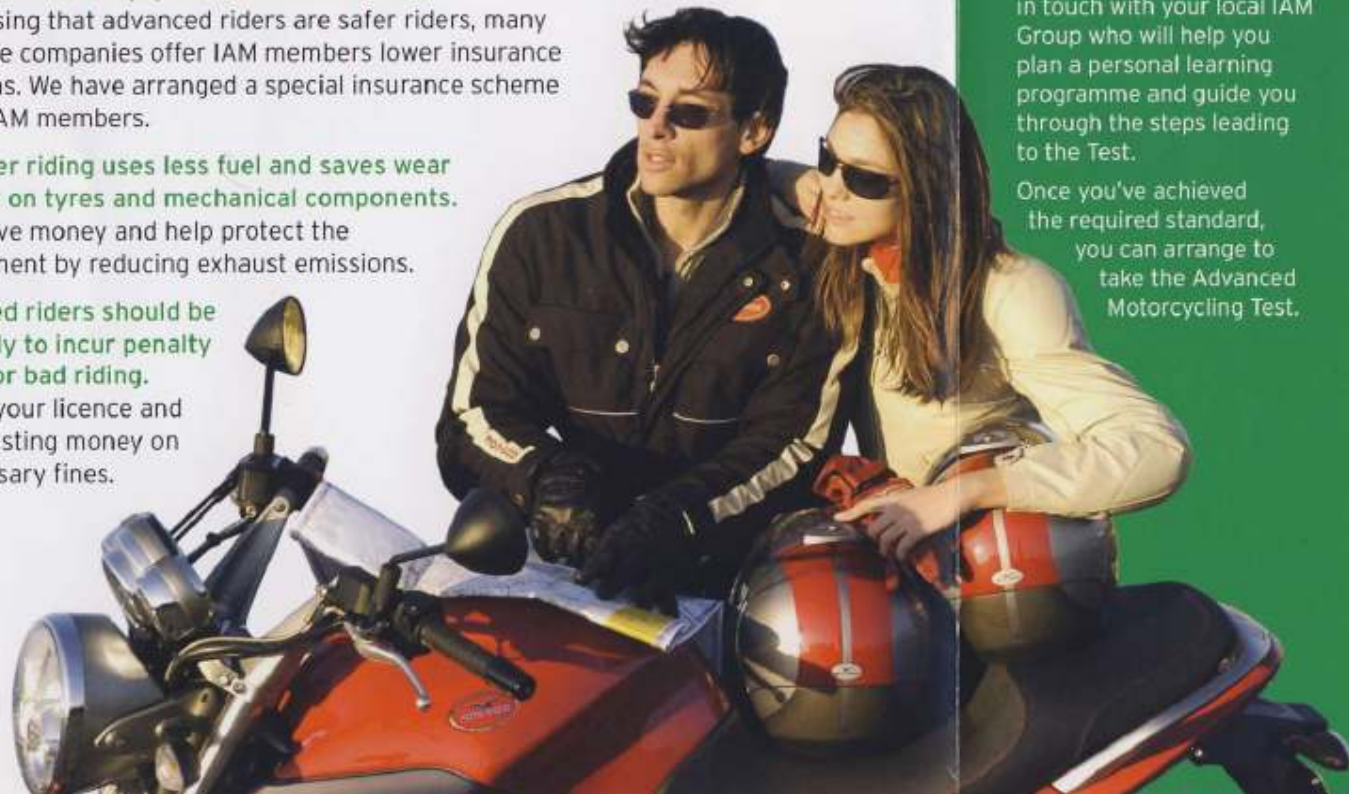 sing that advanced riders are safer riders, many
e companies offer IAM members lower insurance
s. We have arranged a special insurance scheme
AM members.
er riding uses less fuel and saves wear
on tyres and mechanical components.
ve money and help protect the
ment by reducing exhaust emissions.
ed riders should be
ly to incur penalty
or bad riding.
your licence and
sting money on
sary fines.
in touch with your local IAM
Group who will help you
plan a personal learning
programme and guide you
through the steps leading
to the Test.
Once you've achieved
the required standard,
you can arrange to
take the Advanced
Motorcycling Test.